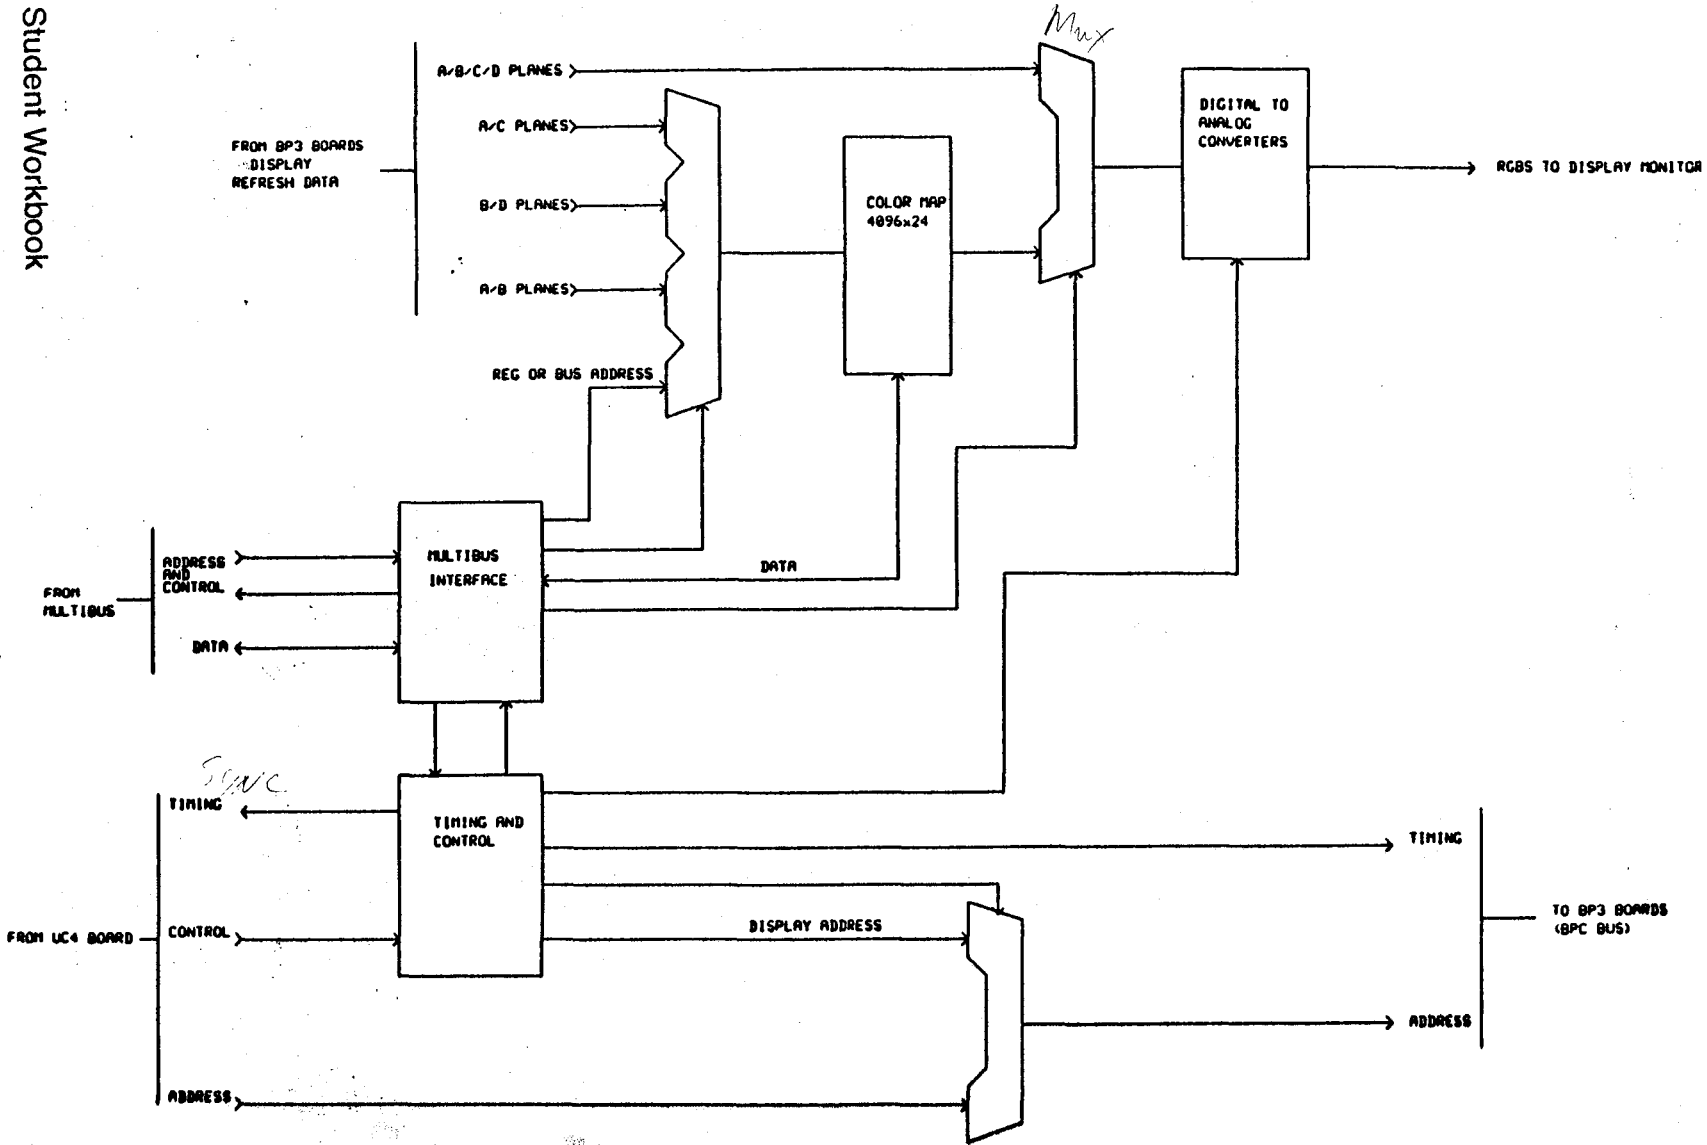 Student Workbook
Mux
A/B/C/D PLANES
A/C PLANES
B/D PLANES
A/B PLANES
REG OR BUS ADDRESS
FROM BP3 BOARDS
DISPLAY
REFRESH DATA
COLOR MAP
4096x24
DIGITAL TO
ANALOG
CONVERTERS
RGBS TO DISPLAY MONITOR
FROM
MULTIBUS
ADDRESS
AND
CONTROL
DATA
MULTIBUS
INTERFACE
DATA
Sync
TIMING
TIMING AND
CONTROL
FROM UC4 BOARD
CONTROL
ADDRESS
DISPLAY ADDRESS
TIMING
TO BP3 BOARDS
(BPC BUS)
ADDRESS